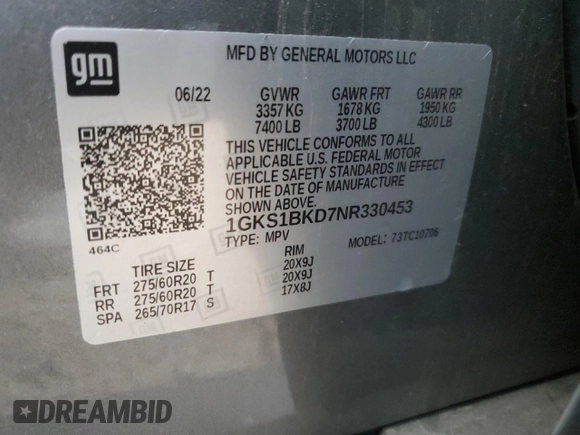 gm
MFD BY GENERAL MOTORS LLC
06/22 GVWR GAWR FRT GAWR RR
3357 KG 1678 KG 1950 KG
7400 LB 3700 LB 4300 LB
THIS VEHICLE CONFORMS TO ALL
APPLICABLE U.S. FEDERAL MOTOR
VEHICLE SAFETY STANDARDS IN EFFECT
ON THE DATE OF MANUFACTURE
SHOWN ABOVE.
1GKS1BKD7NR330453
464C TYPE: MPV MODEL: 73TC10706
TIRE SIZE RIM
FRT 275/60R20 T 20X9J
RR 275/60R20 T 20X9J
SPA 265/70R17 S 17X8J
DREAMBID